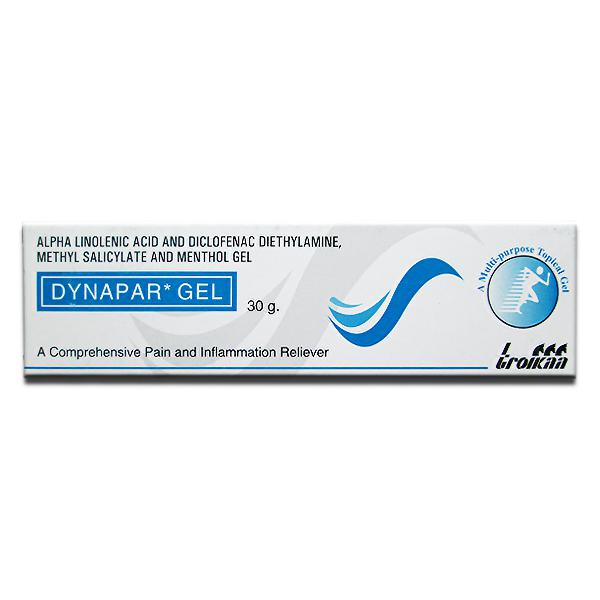 ALPHA LINOLENIC ACID AND DICLOFENAC DIETHYLAMINE,
METHYL SALICYLATE AND MENTHOL GEL
DYNAPAR* GEL
30 g.
A Comprehensive Pain and Inflammation Reliever
A Multi-purpose Topical Gel
troikaa